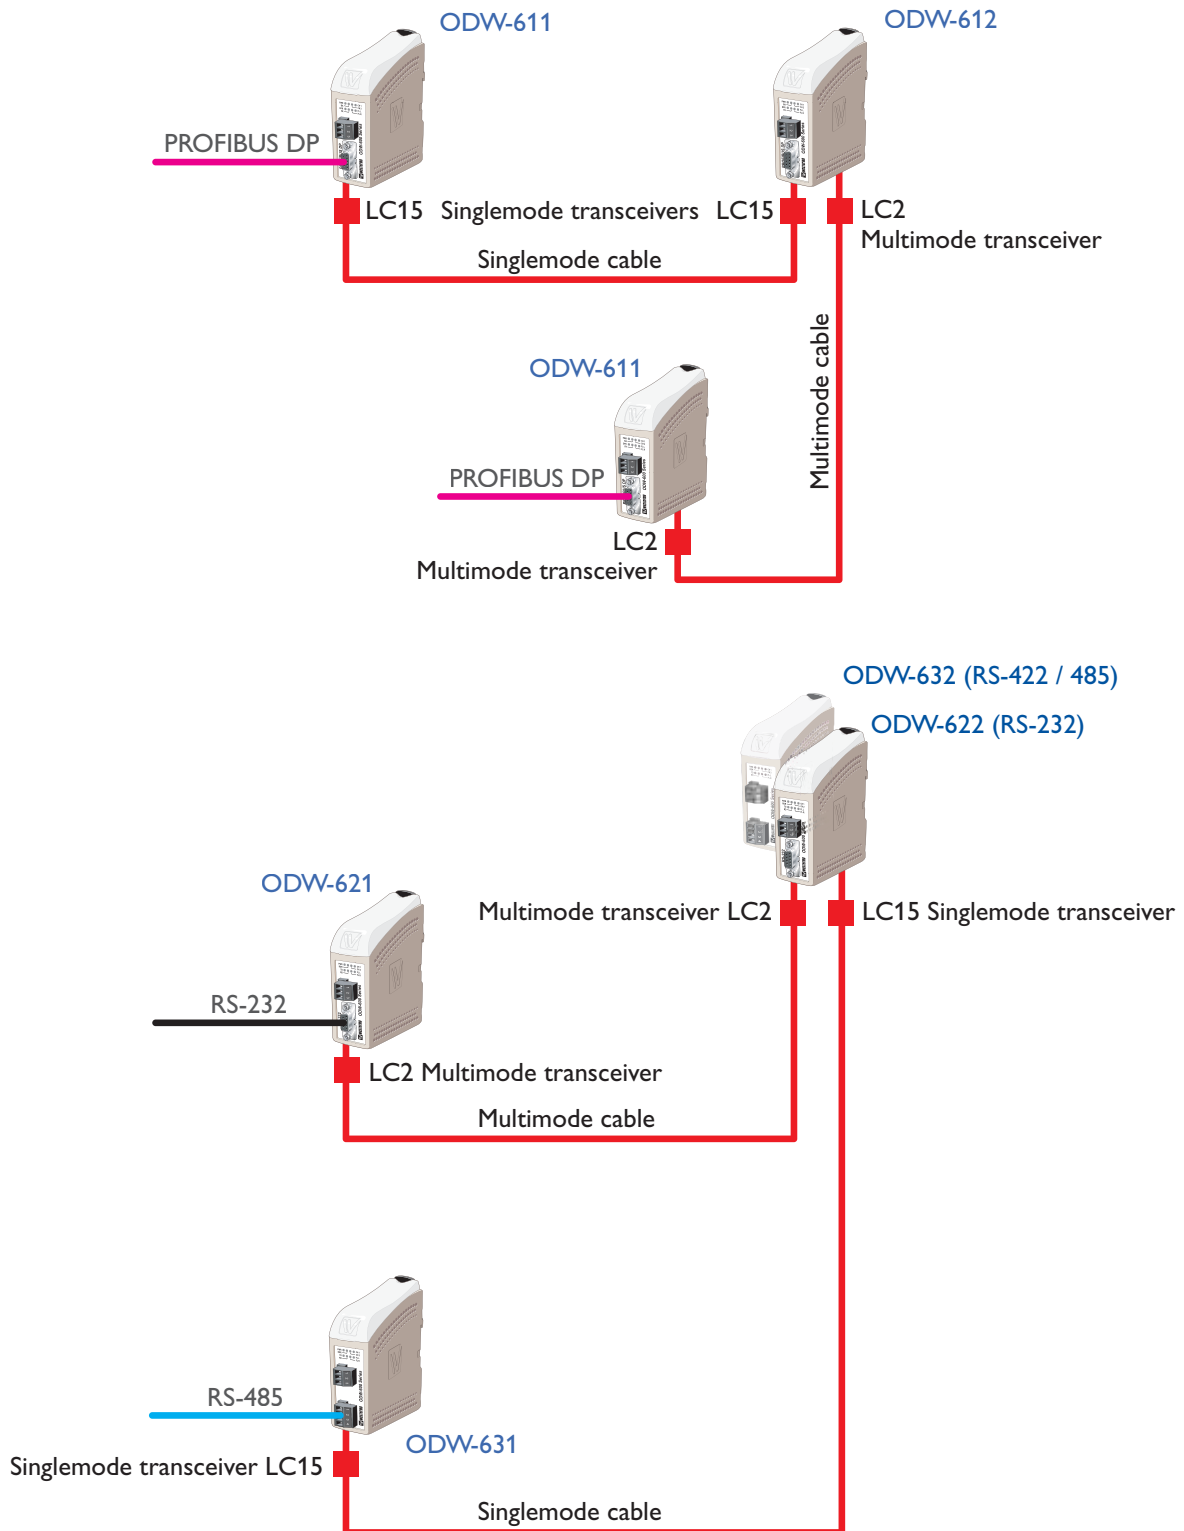 ODW-611
ODW-612
PROFIBUS DP
LC15 Singlemode transceivers LC15
LC2
Multimode transceiver
Singlemode cable
Multimode cable
ODW-611
PROFIBUS DP
LC2
Multimode transceiver
ODW-632 (RS-422 / 485)
ODW-622 (RS-232)
ODW-621
Multimode transceiver LC2
LC15 Singlemode transceiver
RS-232
LC2 Multimode transceiver
Multimode cable
RS-485
ODW-631
Singlemode transceiver LC15
Singlemode cable